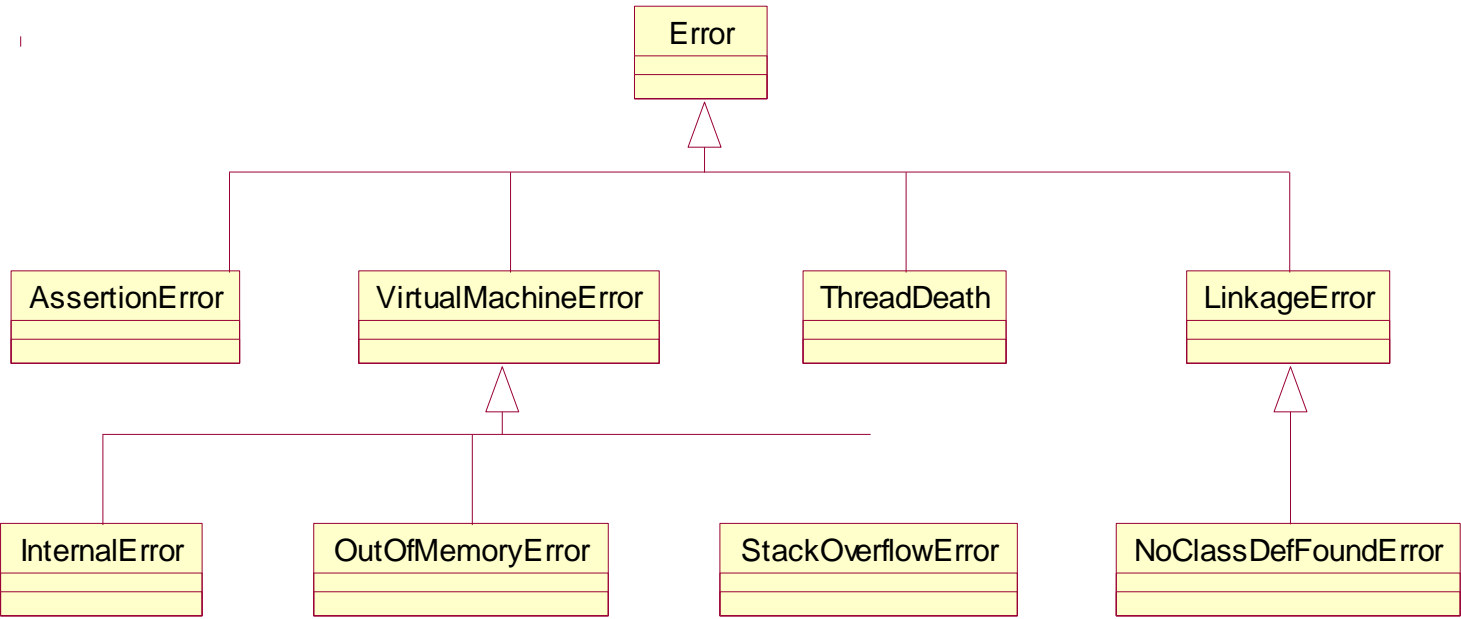 Error
AssertionError
VirtualMachineError
ThreadDeath
LinkageError
InternalError
OutOfMemoryError
StackOverflowError
NoClassDefFoundError